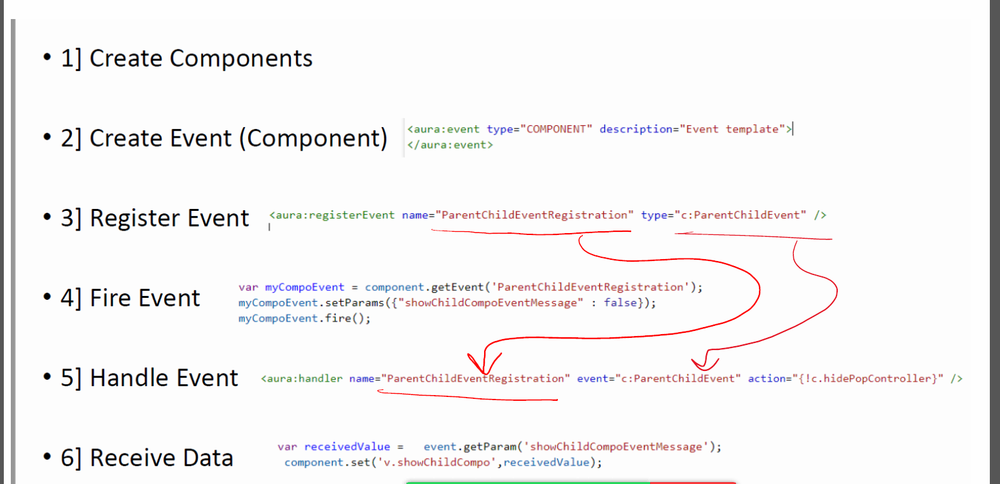 • 1] Create Components
• 2] Create Event (Component)
<aura:event type="COMPONENT" description="Event template">
</aura:event>
• 3] Register Event
<aura:registerEvent name="ParentChildEventRegistration" type="c:ParentChildEvent" />
• 4] Fire Event
var myCompoEvent = component.getEvent('ParentChildEventRegistration');
myCompoEvent.setParams({"showChildCompoEventMessage" : false});
myCompoEvent.fire();
• 5] Handle Event
<aura:handler name="ParentChildEventRegistration" event="c:ParentChildEvent" action="{!c.hidePopController}" />
• 6] Receive Data
var receivedValue = event.getParam('showChildCompoEventMessage');
component.set('v.showChildCompo',receivedValue);